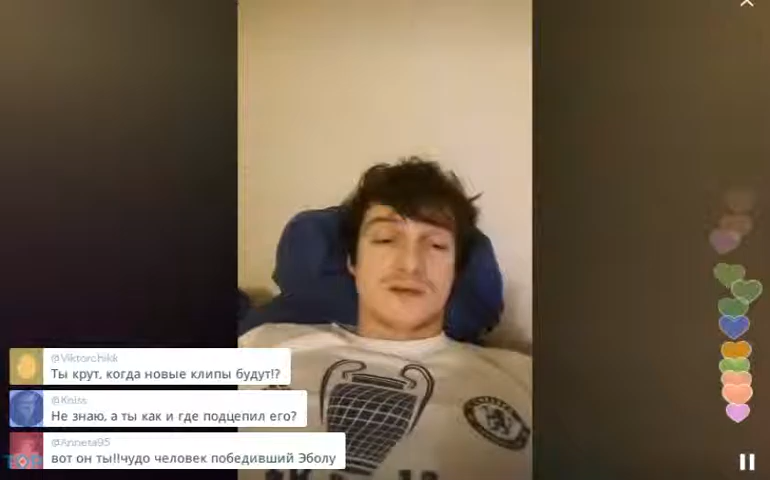 @Viktorchikk
Ты крут, когда новые клипы будут!?
@Kniss
Не знаю, а ты как и где подцепил его?
@Anneta95
вот он ты!!чудо человек победивший Эболу